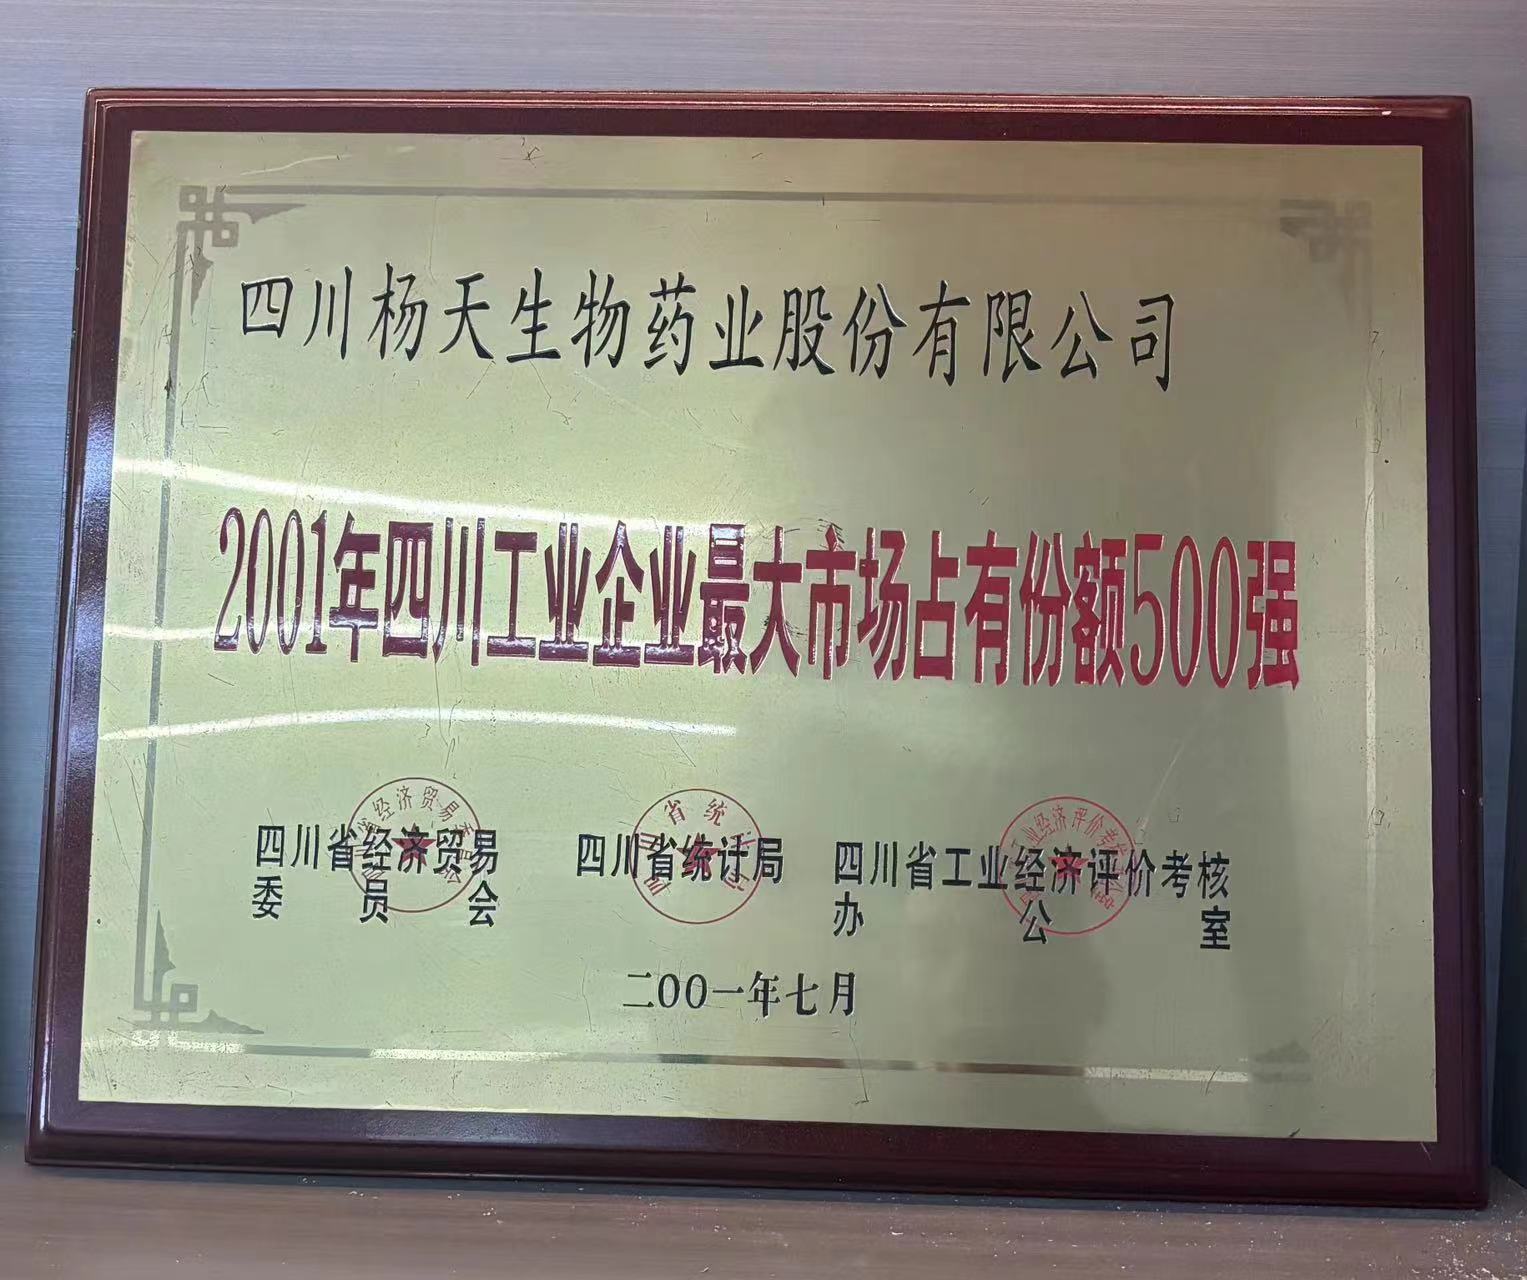 四川杨天生物药业股份有限公司
2001年四川工业企业最大市场占有份额500强
四川省经济贸易
委员会
四川省统计局
四川省工业经济评价考核
办公室
二00一年七月